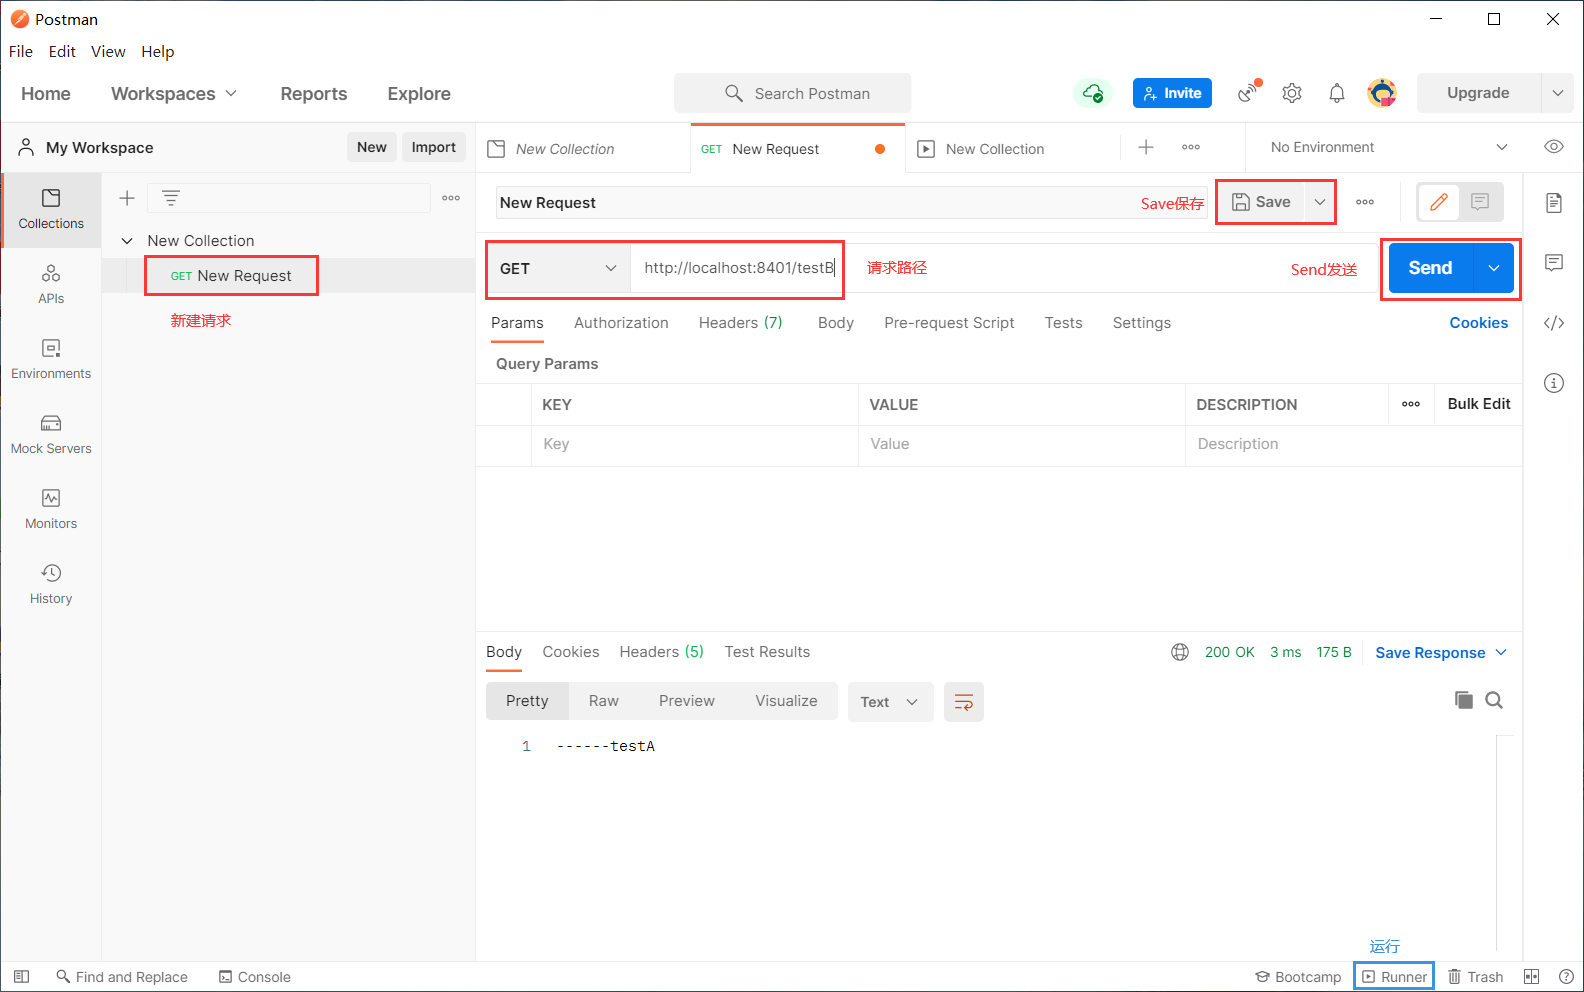 Postman
File Edit View Help
Home Workspaces Reports Explore Search Postman Invite Upgrade
My Workspace New Import
New Collection GET New Request New Collection No Environment
Collections
APIs
Environments
Mock Servers
Monitors
History
New Collection
GET New Request
新建请求
New Request Save保存 Save
GET http://localhost:8401/testB 请求路径 Send发送 Send
Params Authorization Headers (7) Body Pre-request Script Tests Settings Cookies
Query Params
KEY VALUE DESCRIPTION Bulk Edit
Key Value Description
Body Cookies Headers (5) Test Results 200 OK 3 ms 175 B Save Response
Pretty Raw Preview Visualize Text
1 ------testA
运行
Find and Replace Console Bootcamp Runner Trash